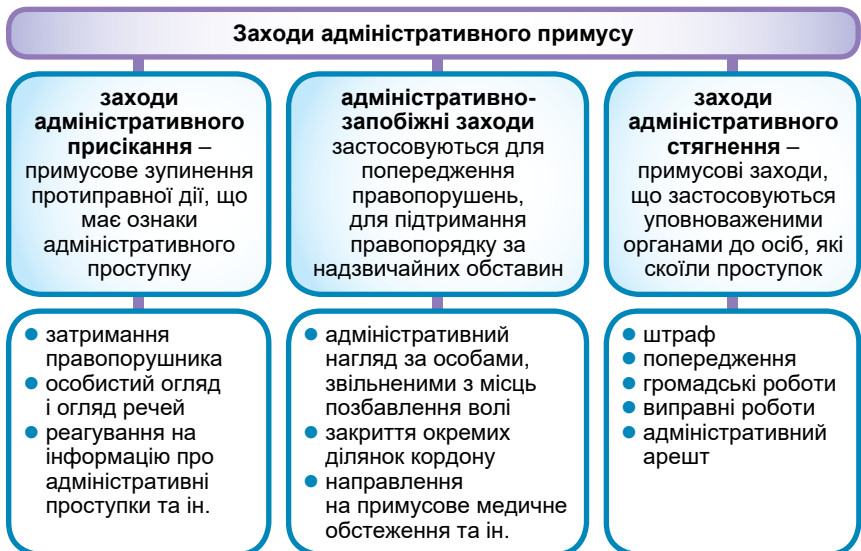 Заходи адміністративного примусу
заходи
адміністративного
присікання –
примусове зупинення
протиправної дії, що
має ознаки
адміністративного
проступку
адміністративно-
запобіжні заходи
застосовуються для
попередження
правопорушень,
для підтримання
правопорядку за
надзвичайних обставин
заходи
адміністративного
стягнення –
примусові заходи,
що застосовуються
уповноваженими
органами до осіб, які
скоїли проступок
● затримання
правопорушника
● особистий огляд
і огляд речей
● реагування на
інформацію про
адміністративні
проступки та ін.
● адміністративний
нагляд за особами,
звільненими з місць
позбавлення волі
● закриття окремих
ділянок кордону
● направлення
на примусове медичне
обстеження та ін.
● штраф
● попередження
● громадські роботи
● виправні роботи
● адміністративний
арешт